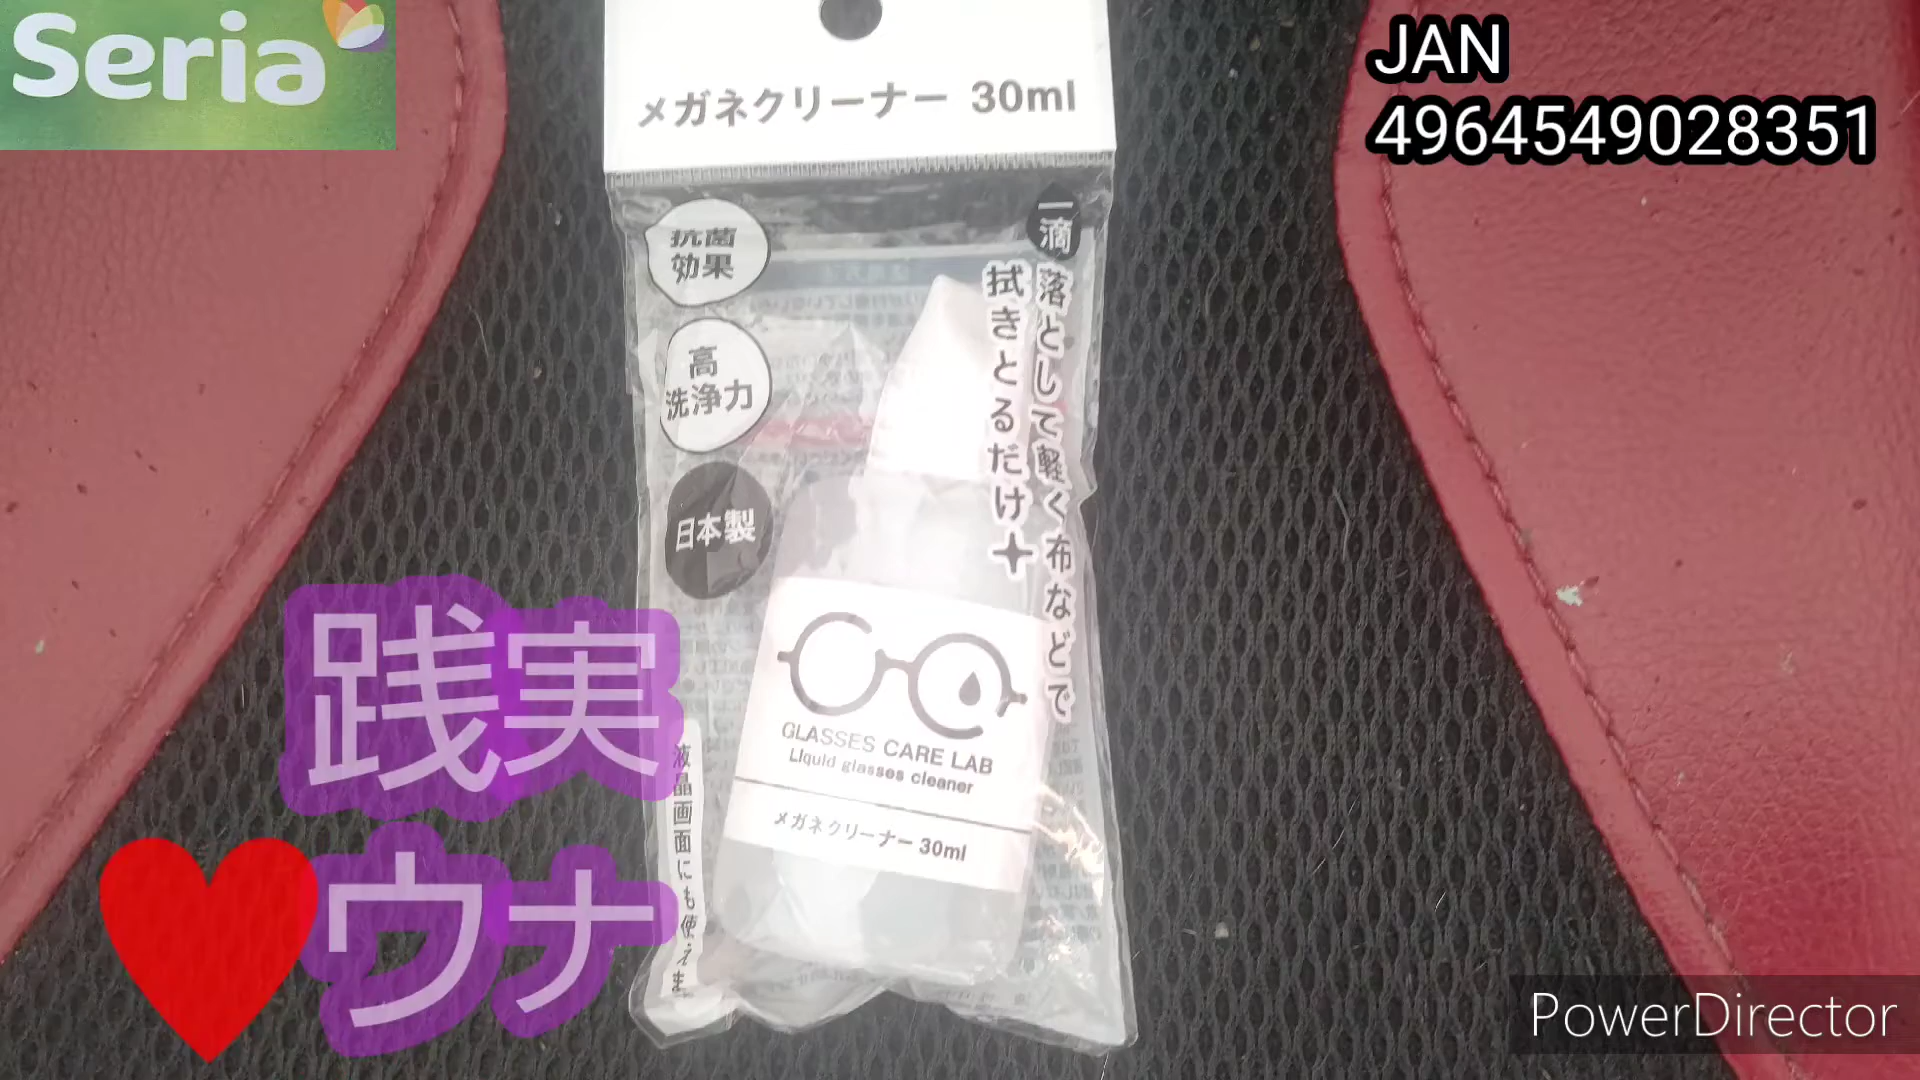 Seria
JAN
4964549028351
メガネクリーナー 30ml
抗菌
効果
高
洗浄力
日本製
一滴落として軽く布などで
拭きとるだけ
液晶画面にも使えま
GLASSES CARE LAB
Liquid glasses cleaner
メガネクリーナー 30ml
践実
ウナ
PowerDirector